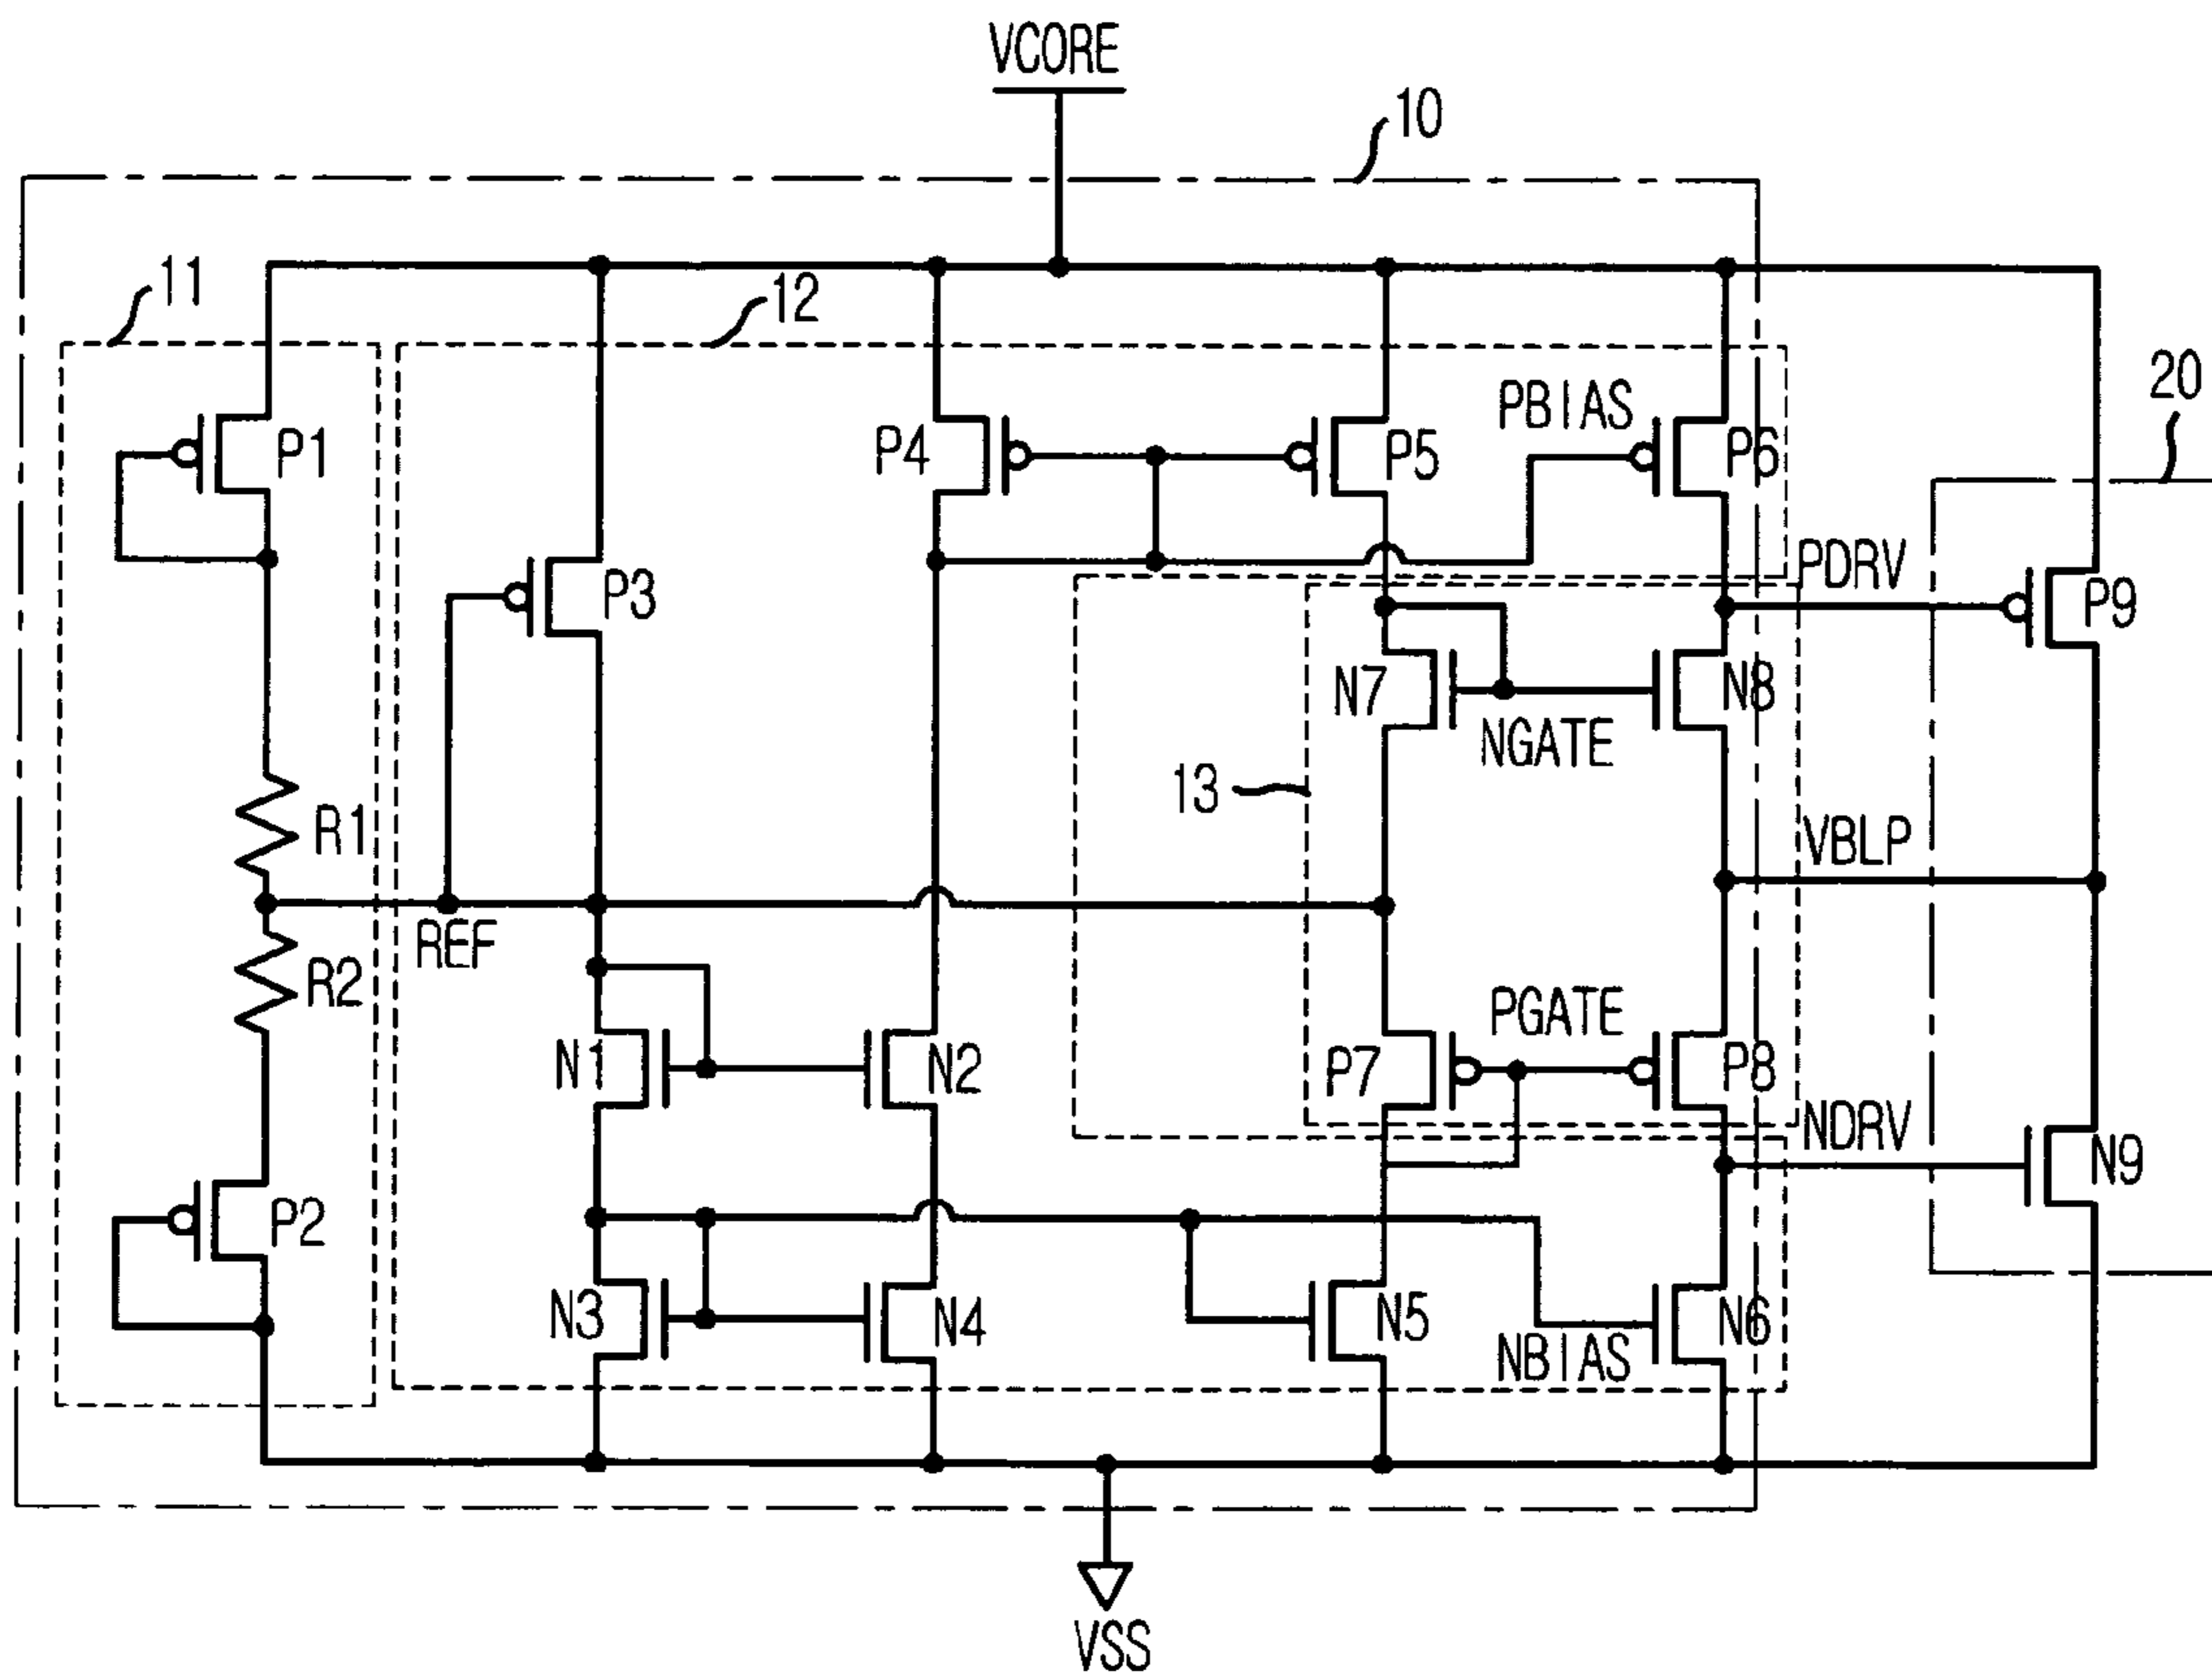 VCORE
10
11
12
20
P1
P4
P5
PBIAS
P6
P3
PDRV
P9
N7
NGATE
N8
13
R1
VBLP
REF
R2
PGATE
N1
N2
P7
P8
NDRV
N9
P2
N3
N4
N5
NBIAS
N6
VSS